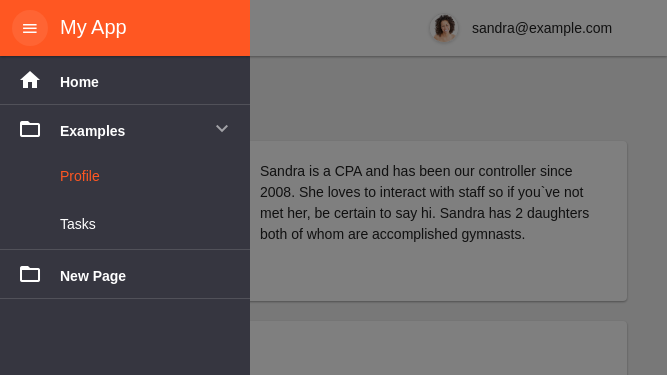 My App
sandra@example.com
Home
Examples
Profile
Tasks
New Page
Sandra is a CPA and has been our controller since
2008. She loves to interact with staff so if you`ve not
met her, be certain to say hi. Sandra has 2 daughters
both of whom are accomplished gymnasts.